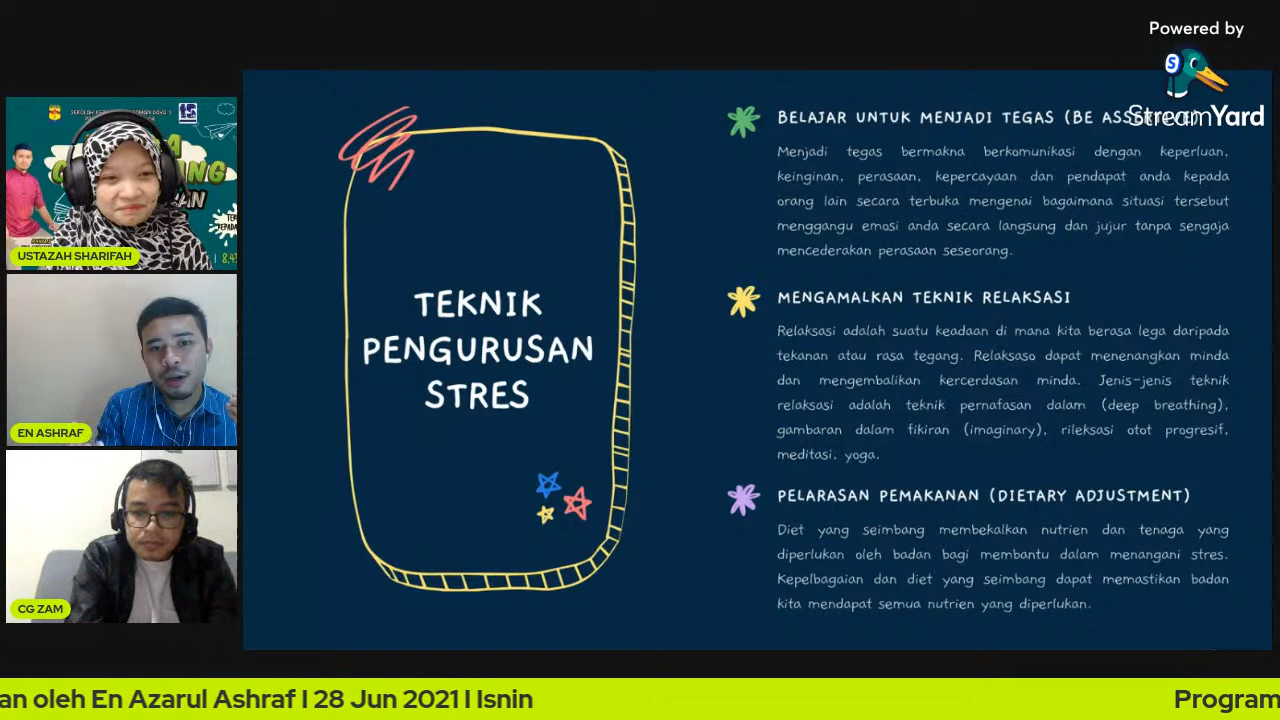 Powered by
StreamYard
USTAZAH SHARIFAH
EN ASHRAF
CG ZAM
TEKNIK
PENGURUSAN
STRES
BELAJAR UNTUK MENJADI TEGAS (BE
Menjadi tegas bermakna berkomunikasi dengan keperluan,
keinginan, perasaan, kepercayaan dan pendapat anda kepada
orang lain secara terbuka mengenai bagaimana situasi tersebut
menggangu emosi anda secara langsung dan jujur tanpa sengaja
mencederakan perasaan seseorang.
MENGAMALKAN TEKNIK RELAKSASI
Relaksasi adalah suatu keadaan di mana kita berasa lega daripada
tekanan atau rasa tegang. Relaksaso dapat menenangkan minda
dan mengembalikan kercerdasan minda. Jenis-jenis teknik
relaksasi adalah teknik pernafasan dalam (deep breathing),
gambaran dalam fikiran (imaginary), rileksasi otot progresif,
meditasi, yoga.
PELARASAN PEMAKANAN (DIETARY ADJUSTMENT)
Diet yang seimbang membekalkan nutrien dan tenaga yang
diperlukan oleh badan bagi membantu dalam menangani stres.
Kepelbagaian dan diet yang seimbang dapat memastikan badan
kita mendapat semua nutrien yang diperlukan.
an oleh En Azarul Ashraf I 28 Jun 2021 I Isnin
Program